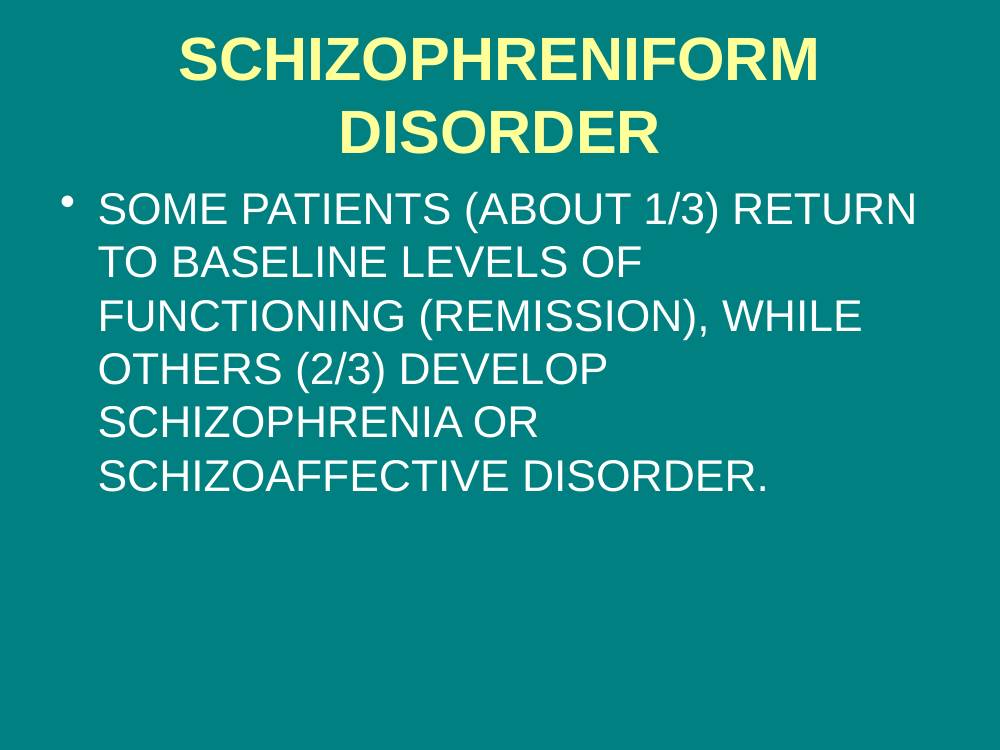 SCHIZOPHRENIFORM
DISORDER
• SOME PATIENTS (ABOUT 1/3) RETURN
TO BASELINE LEVELS OF
FUNCTIONING (REMISSION), WHILE
OTHERS (2/3) DEVELOP
SCHIZOPHRENIA OR
SCHIZOAFFECTIVE DISORDER.